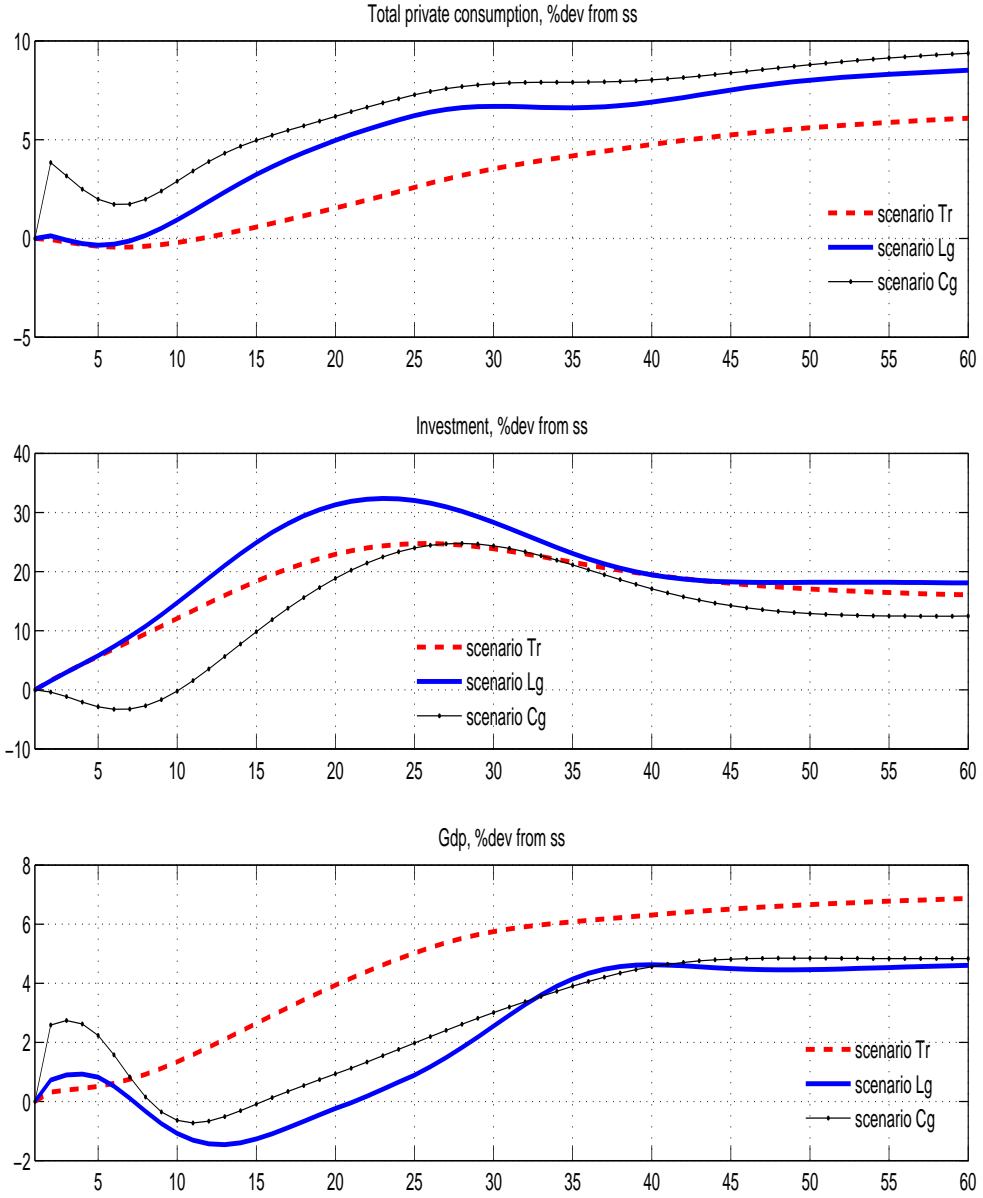 Total private consumption, %dev from ss
10
5
0
−5
scenario Tr
scenario Lg
scenario Cg
5 10 15 20 25 30 35 40 45 50 55 60
Investment, %dev from ss
40
30
20
10
0
−10
scenario Tr
scenario Lg
scenario Cg
5 10 15 20 25 30 35 40 45 50 55 60
Gdp, %dev from ss
8
6
4
2
0
−2
scenario Tr
scenario Lg
scenario Cg
5 10 15 20 25 30 35 40 45 50 55 60